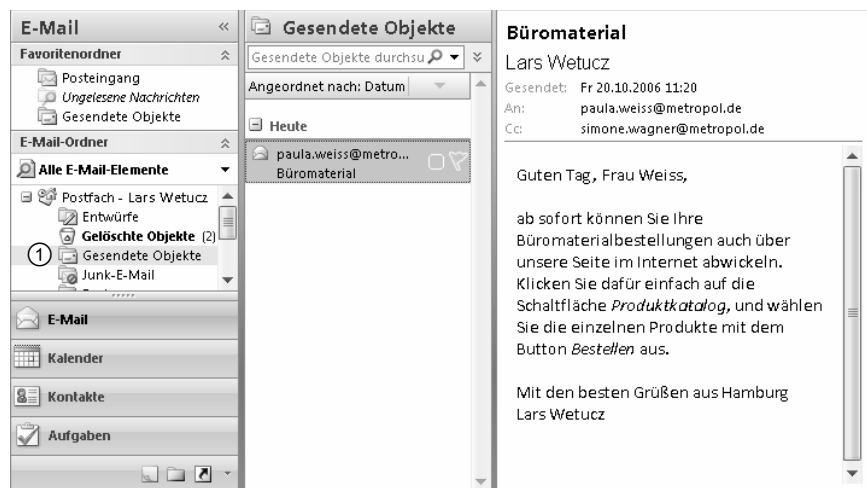 E-Mail «
Favoritenordner
Posteingang
Ungelesene Nachrichten
Gesendete Objekte
E-Mail-Ordner
Alle E-Mail-Elemente
Postfach - Lars Wetucz
Entwürfe
Gelöschte Objekte (2)
1 Gesendete Objekte
Junk-E-Mail
E-Mail
Kalender
Kontakte
Aufgaben
Gesendete Objekte
Gesendete Objekte durchsu
Angeordnet nach: Datum
Heute
paula.weiss@metro...
Büromaterial
Büromaterial
Lars Wetucz
Gesendet: Fr 20.10.2006 11:20
An: paula.weiss@metropol.de
Cc: simone.wagner@metropol.de
Guten Tag, Frau Weiss,
ab sofort können Sie Ihre
Büromaterialbestellungen auch über
unsere Seite im Internet abwickeln.
Klicken Sie dafür einfach auf die
Schaltfläche Produktkatalog, und wählen
Sie die einzelnen Produkte mit dem
Button Bestellen aus.
Mit den besten Grüßen aus Hamburg
Lars Wetucz